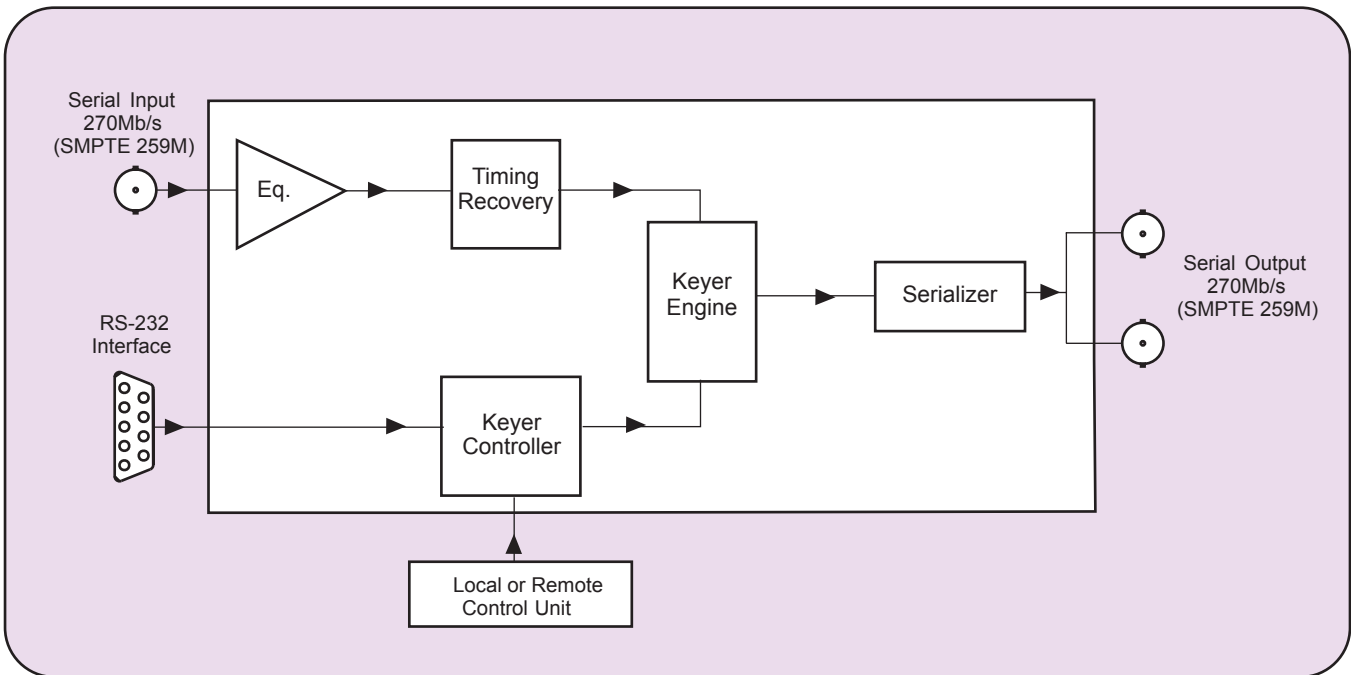 Serial Input
270Mb/s
(SMPTE 259M)
Eq.
Timing
Recovery
Keyer
Engine
Serializer
Serial Output
270Mb/s
(SMPTE 259M)
RS-232
Interface
Keyer
Controller
Local or Remote
Control Unit